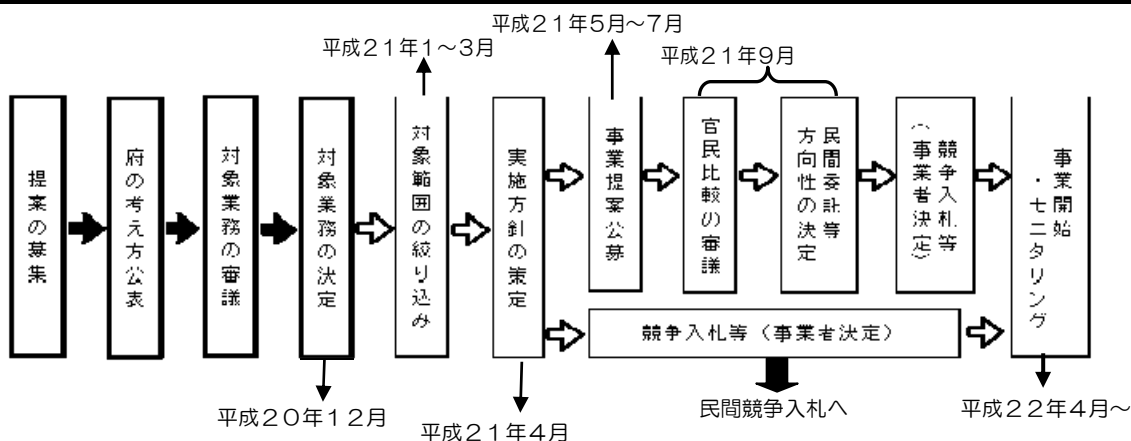 平成21年1～3月
平成21年5月～7月
平成21年9月
提案の募集
府の考え方公表
対象業務の審議
対象業務の決定
対象範囲の絞り込み
実施方針の策定
事業提案公募
官民比較の審議
民間委託等
方向性の決定
競争入札等
（事業者決定）
事業開始
・モニタリング
競争入札等（事業者決定）
平成20年12月
平成21年4月
民間競争入札へ
平成22年4月～